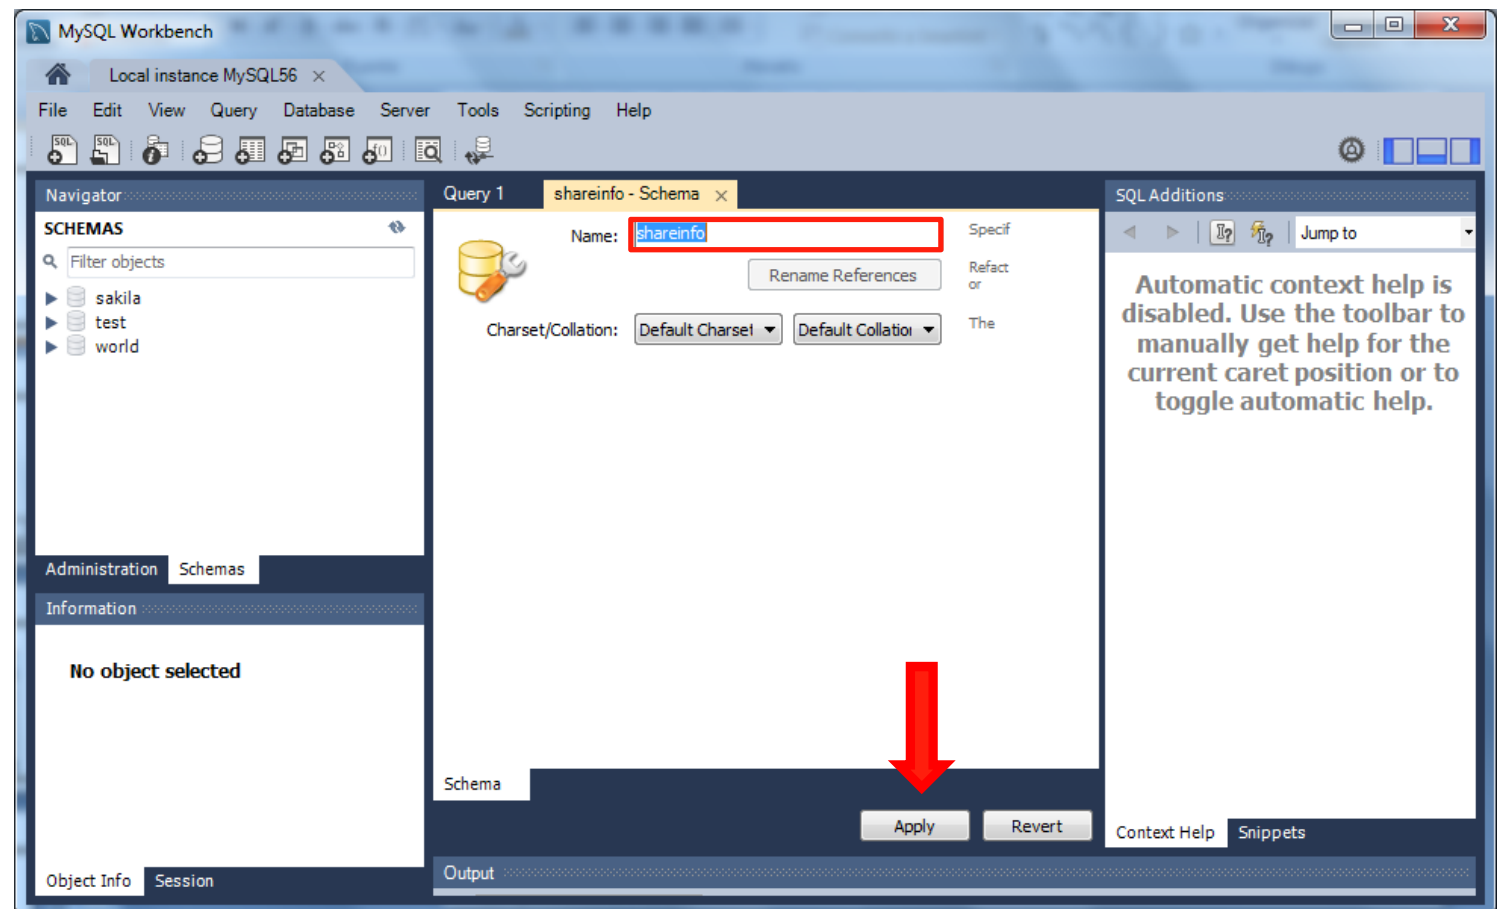 MySQL Workbench
Local instance MySQL56
File Edit View Query Database Server Tools Scripting Help
Navigator
SCHEMAS
Filter objects
sakila
test
world
Administration Schemas
Information
No object selected
Object Info Session
Query 1 shareinfo - Schema
Name: shareinfo
Specif
Rename References
Refact
or
Charset/Collation: Default Charset Default Collation
The
Schema
Apply Revert
Output
SQL Additions
Jump to
Automatic context help is
disabled. Use the toolbar to
manually get help for the
current caret position or to
toggle automatic help.
Context Help Snippets